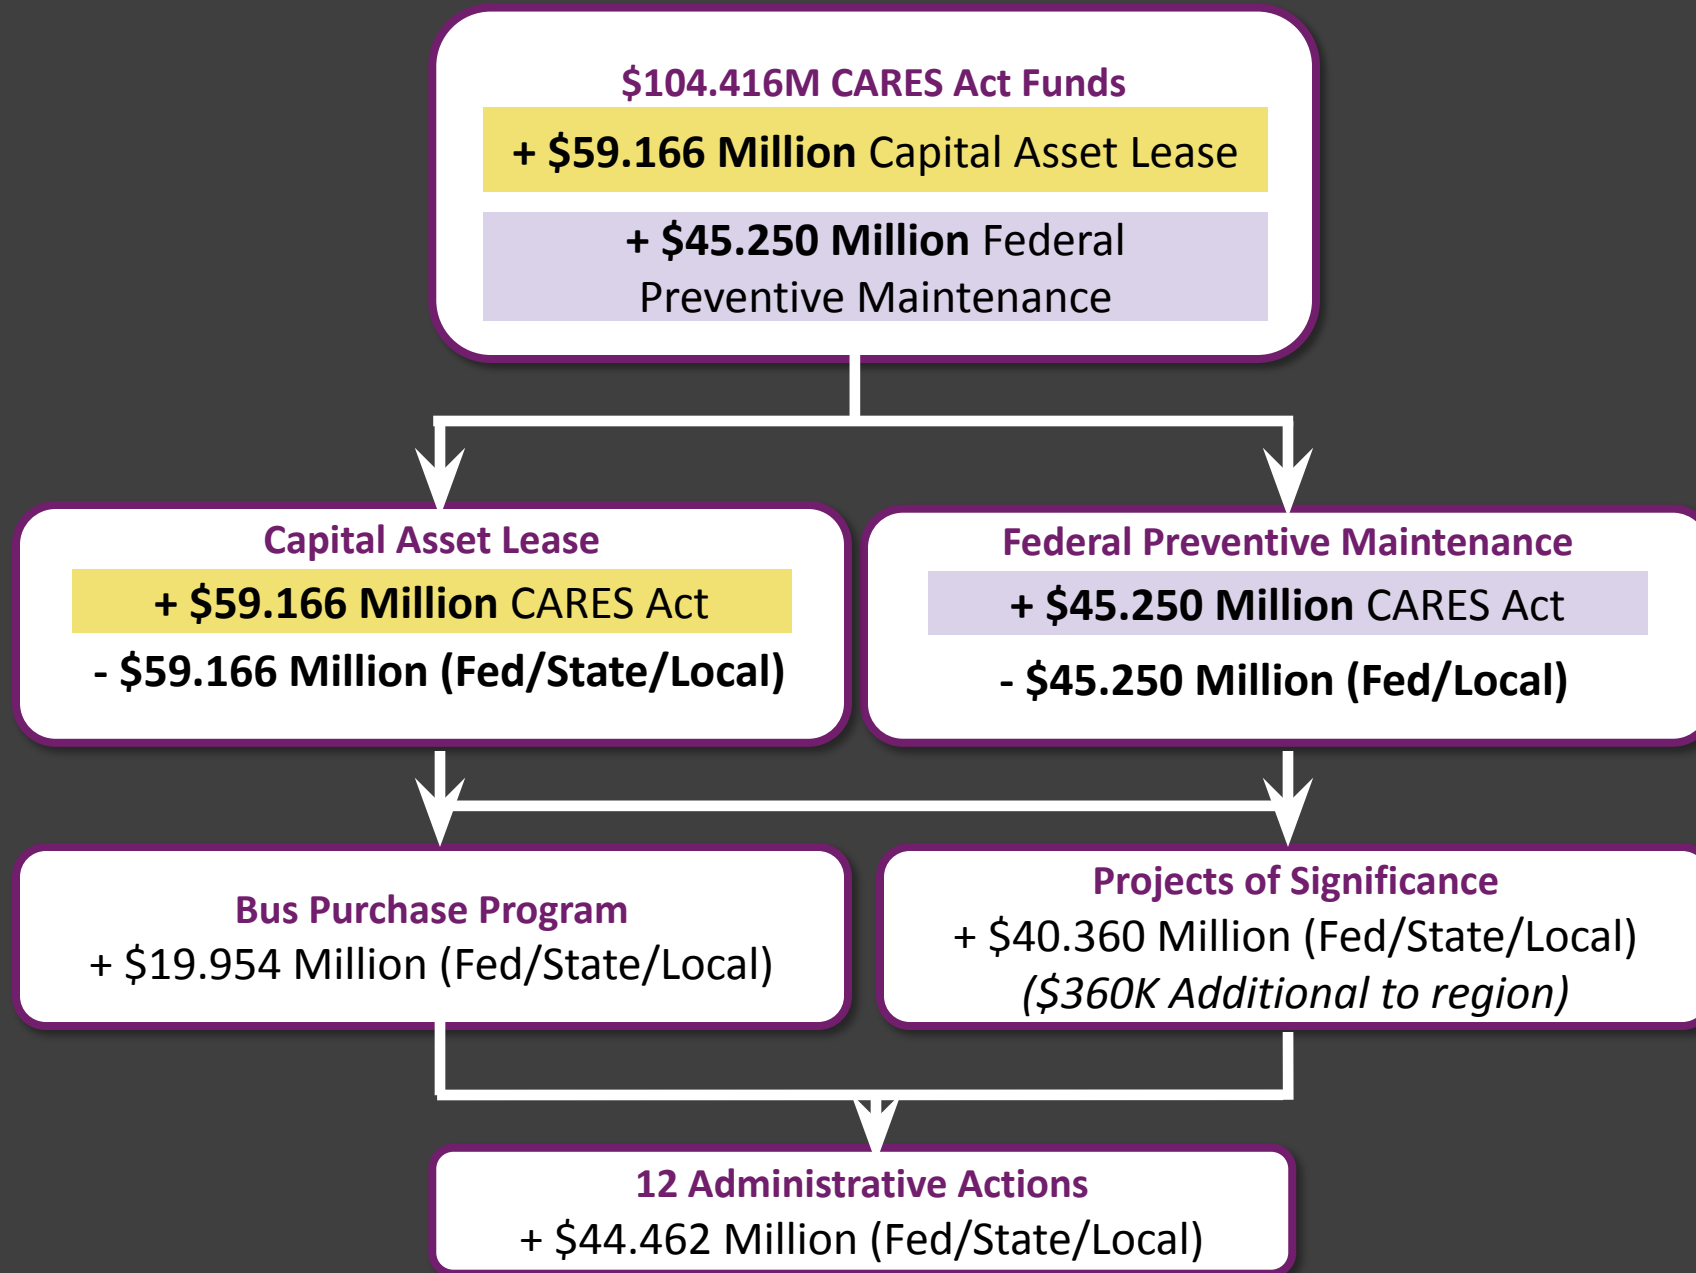 $104.416M CARES Act Funds
+ $59.166 Million Capital Asset Lease
+ $45.250 Million Federal
Preventive Maintenance
Capital Asset Lease
+ $59.166 Million CARES Act
- $59.166 Million (Fed/State/Local)
Federal Preventive Maintenance
+ $45.250 Million CARES Act
- $45.250 Million (Fed/Local)
Bus Purchase Program
+ $19.954 Million (Fed/State/Local)
Projects of Significance
+ $40.360 Million (Fed/State/Local)
($360K Additional to region)
12 Administrative Actions
+ $44.462 Million (Fed/State/Local)